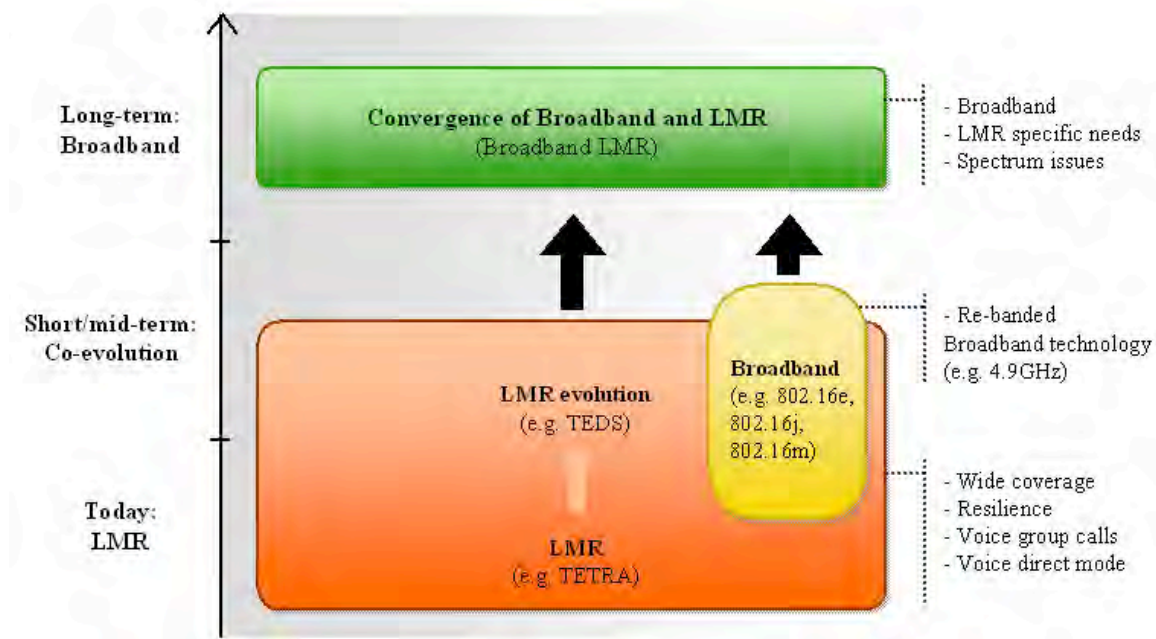 Long-term:
Broadband
Convergence of Broadband and LMR
(Broadband LMR)
- Broadband
- LMR specific needs
- Spectrum issues
Short/mid-term:
Co-evolution
LMR evolution
(e.g. TEDS)
Broadband
(e.g. 802.16e,
802.16j,
802.16m)
- Re-banded
Broadband technology
(e.g. 4.9GHz)
Today:
LMR
LMR
(e.g. TETRA)
- Wide coverage
- Resilience
- Voice group calls
- Voice direct mode